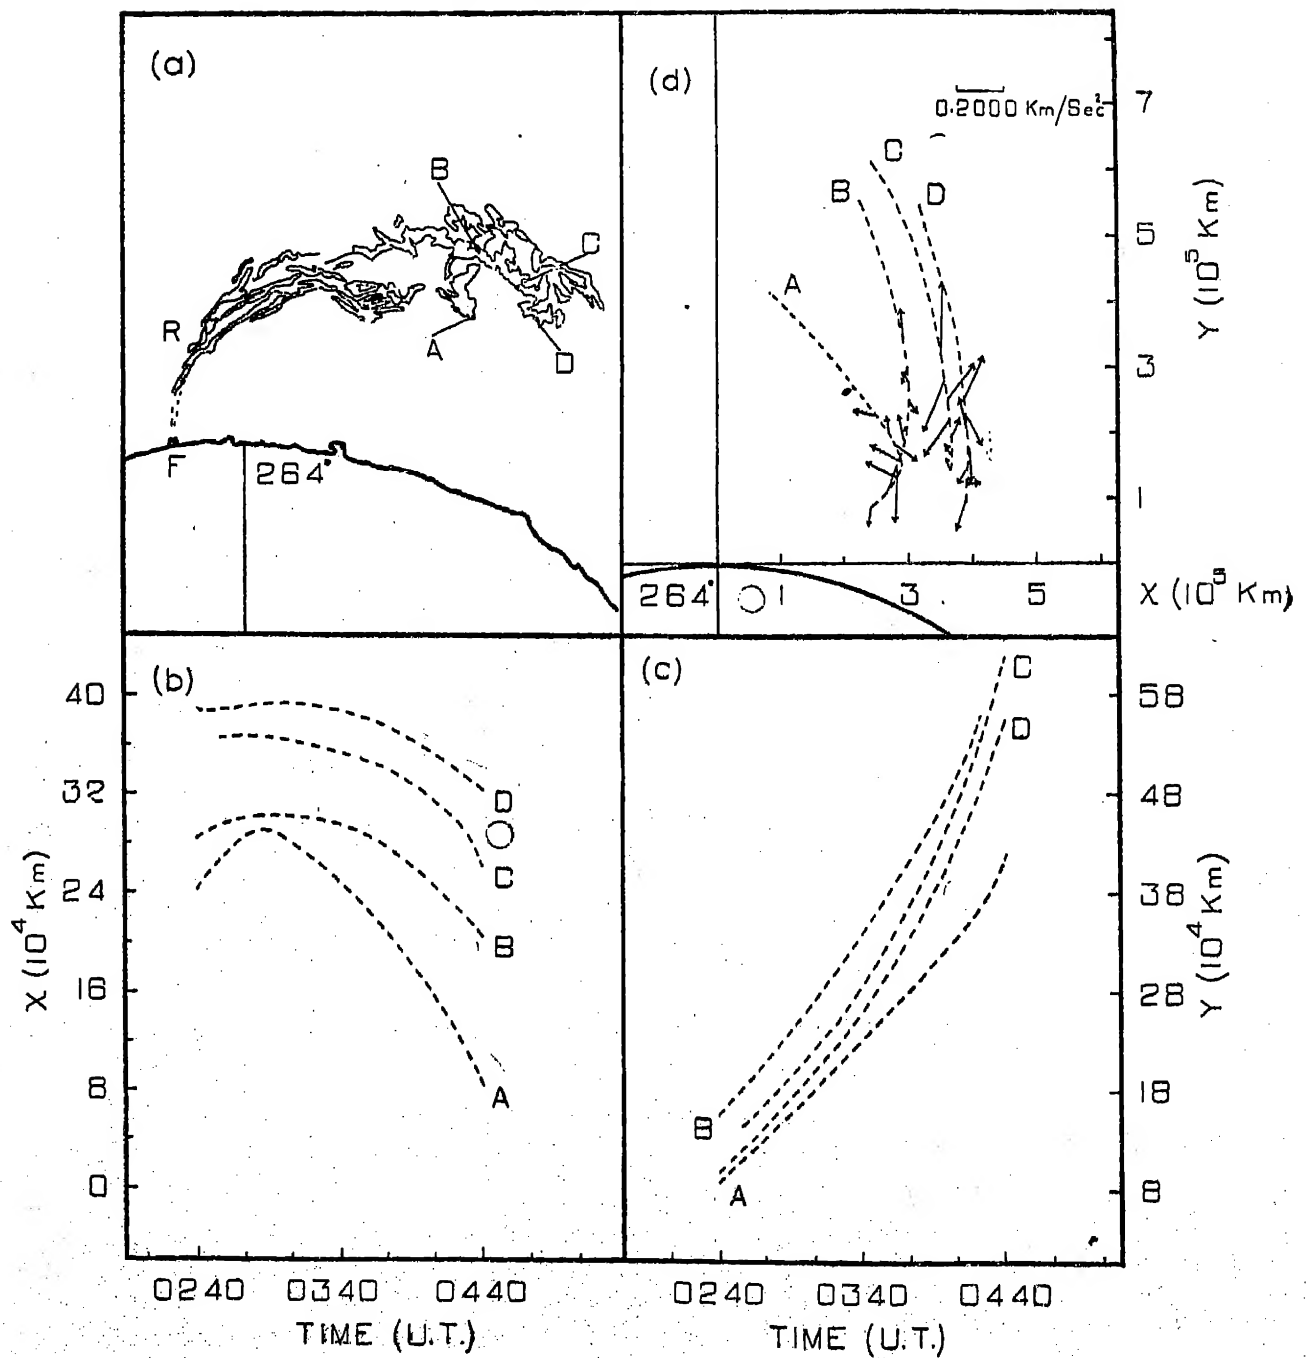 (a)
B
C
R
A
D
F
264°
(d)
0.2000 Km/Sec²
C
B
D
A
7
5
3
1
Y (10⁵ Km)
264° 1 3 5 X (10⁵ Km)
(b)
40
32
24
16
8
0
X (10⁴ Km)
D
C
B
A
0240 0340 0440
TIME (U.T.)
(c)
C
D
B
A
58
48
38
28
18
8
Y (10⁴ Km)
0240 0340 0440
TIME (U.T.)